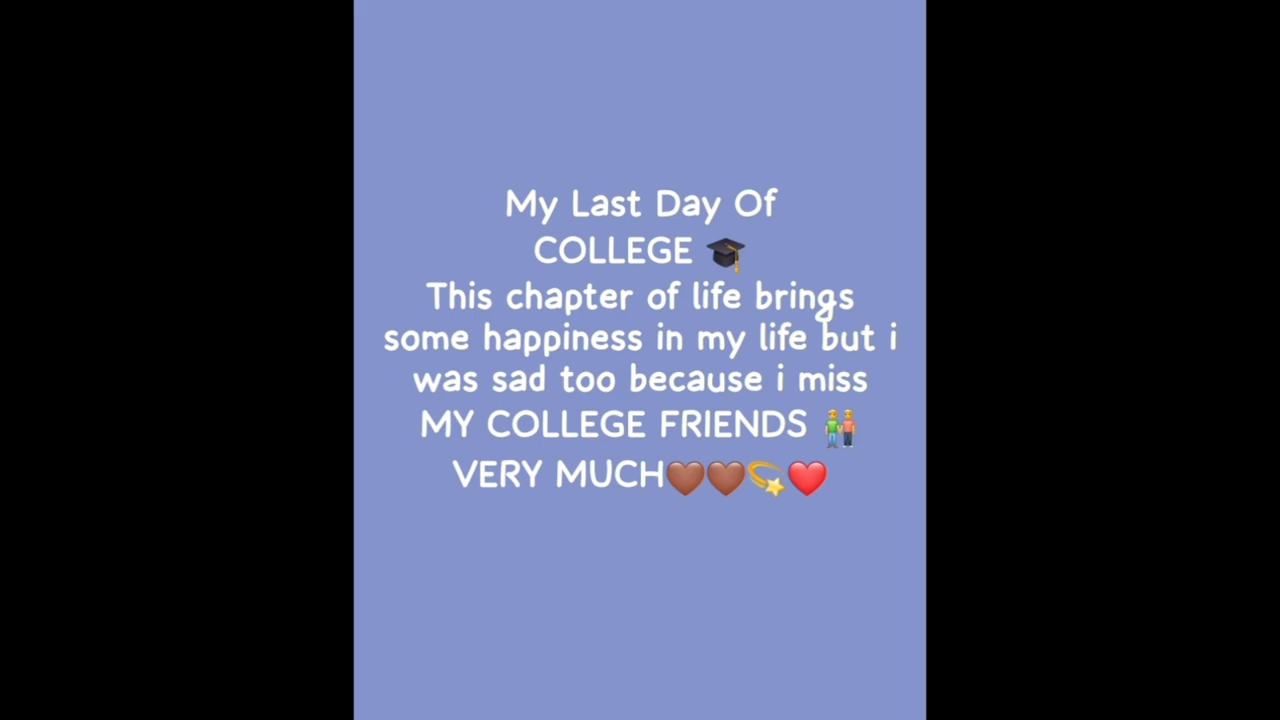 My Last Day Of
COLLEGE 🎓
This chapter of life brings
some happiness in my life but i
was sad too because i miss
MY COLLEGE FRIENDS 👬
VERY MUCH🤎🤎💫❤️